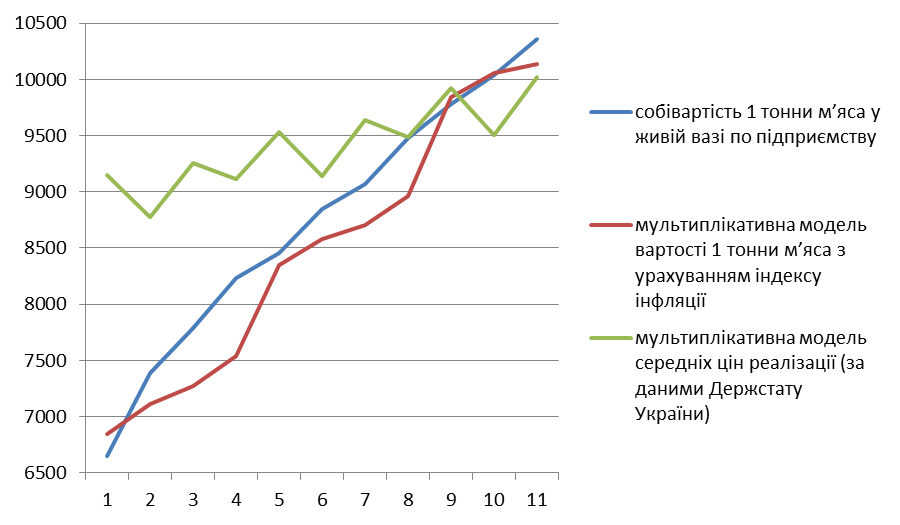 10500
10000
9500
9000
8500
8000
7500
7000
6500
1 2 3 4 5 6 7 8 9 10 11
собівартість 1 тонни м’яса у
живій вазі по підприємству
мультиплікативна модель
вартості 1 тонни м’яса з
урахуванням індексу
інфляції
мультиплікативна модель
середніх цін реалізації (за
даними Держстату
України)